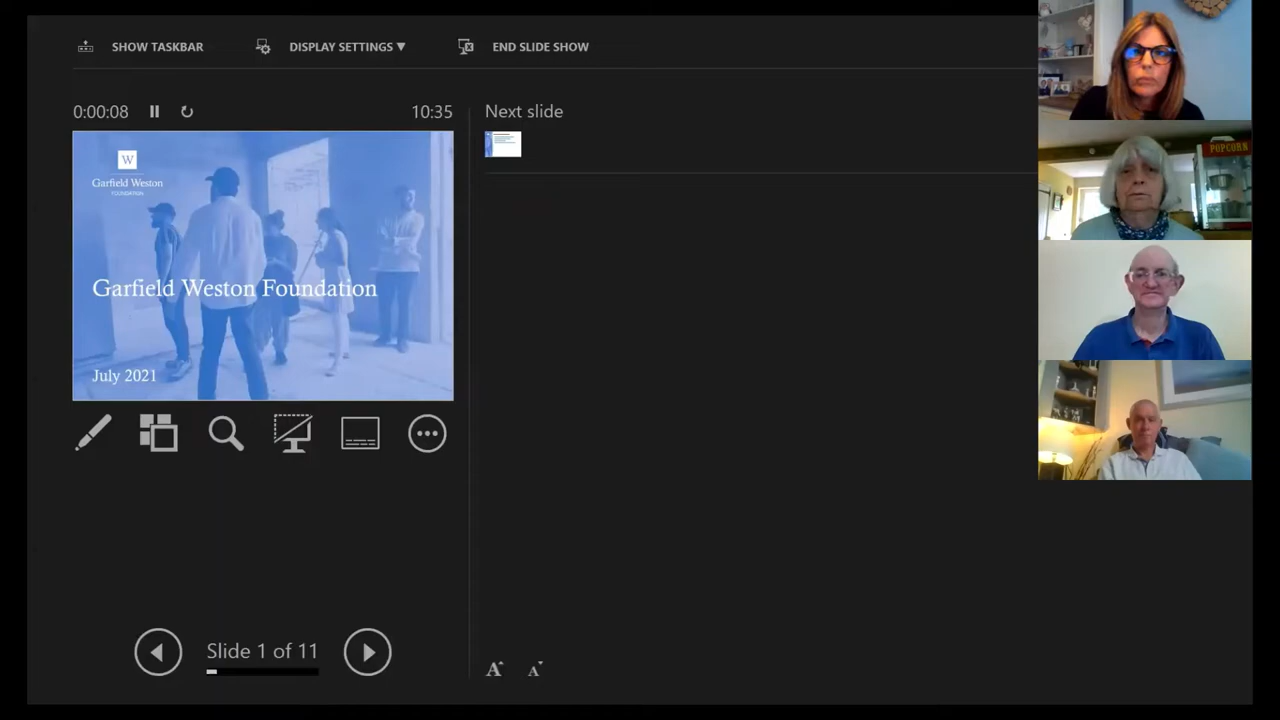 SHOW TASKBAR
DISPLAY SETTINGS ▼
END SLIDE SHOW
0:00:08
10:35
Next slide
W
Garfield Weston
FOUNDATION
Garfield Weston Foundation
July 2021
Slide 1 of 11
A
A
POPCORN